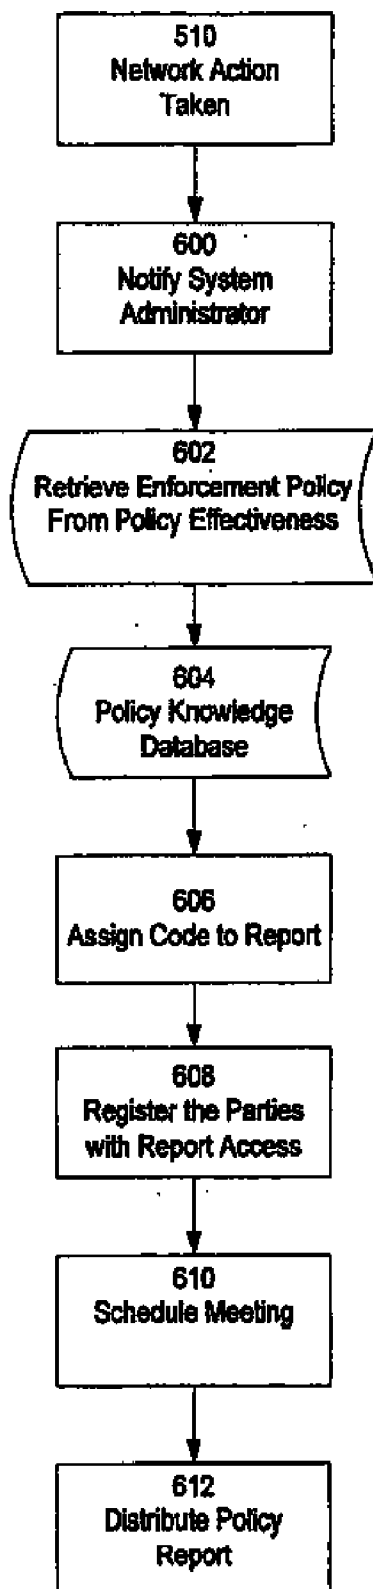 510
Network Action
Taken
600
Notify System
Administrator
602
Retrieve Enforcement Policy
From Policy Effectiveness
604
Policy Knowledge
Database
606
Assign Code to Report
608
Register the Parties
with Report Access
610
Schedule Meeting
612
Distribute Policy
Report